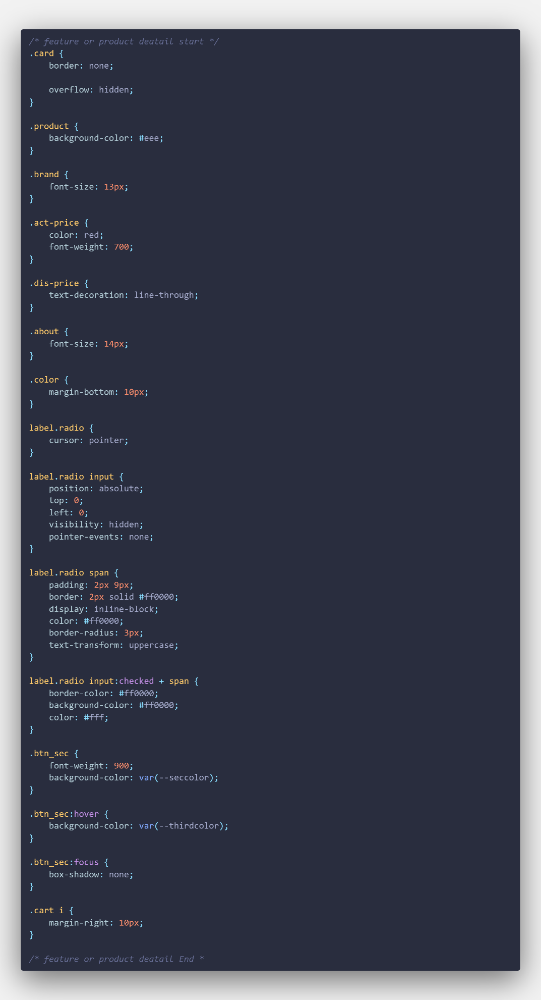 /* feature or product deatail start */
.card {
    border: none;

    overflow: hidden;
}

.product {
    background-color: #eee;
}

.brand {
    font-size: 13px;
}

.act-price {
    color: red;
    font-weight: 700;
}

.dis-price {
    text-decoration: line-through;
}

.about {
    font-size: 14px;
}

.color {
    margin-bottom: 10px;
}

label.radio {
    cursor: pointer;
}

label.radio input {
    position: absolute;
    top: 0;
    left: 0;
    visibility: hidden;
    pointer-events: none;
}

label.radio span {
    padding: 2px 9px;
    border: 2px solid #ff0000;
    display: inline-block;
    color: #ff0000;
    border-radius: 3px;
    text-transform: uppercase;
}

label.radio input:checked + span {
    border-color: #ff0000;
    background-color: #ff0000;
    color: #fff;
}

.btn_sec {
    font-weight: 900;
    background-color: var(--seccolor);
}

.btn_sec:hover {
    background-color: var(--thirdcolor);
}

.btn_sec:focus {
    box-shadow: none;
}

.cart i {
    margin-right: 10px;
}

/* feature or product deatail End *